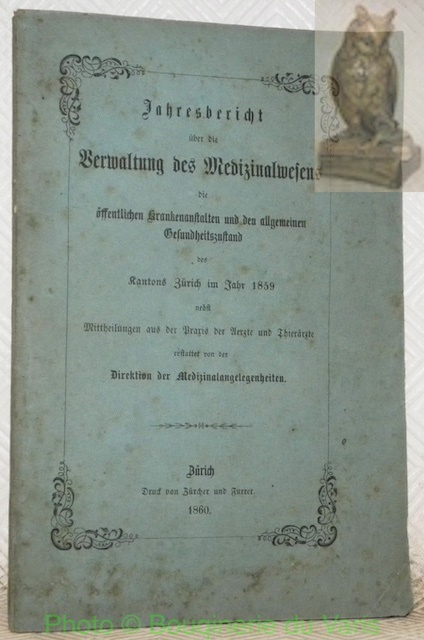 Jahresbericht
über die
Verwaltung des Medizinalwesens
die
öffentlichen Krankenanstalten und den allgemeinen
Gesundheitszustand
des
Kantons Zürich im Jahr 1859
nebst
Mittheilungen aus der Praxis der Aerzte und Thierärzte
erstattet von der
Direktion der Medizinalangelegenheiten.
Zürich
Druck von Zürcher und Furrer.
1860.
Photo © Bouquinerie du Varis